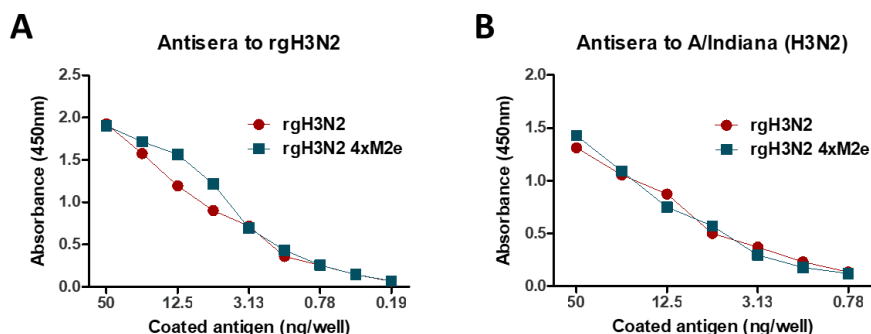 A
Antisera to rgH3N2
Absorbance (450nm)
2.5
2.0
1.5
1.0
0.5
0.0
rgH3N2
rgH3N2 4xM2e
50
12.5
3.13
0.78
0.19
Coated antigen (ng/well)
B
Antisera to A/Indiana (H3N2)
Absorbance (450nm)
2.0
1.5
1.0
0.5
0.0
rgH3N2
rgH3N2 4xM2e
50
12.5
3.13
0.78
Coated antigen (ng/well)